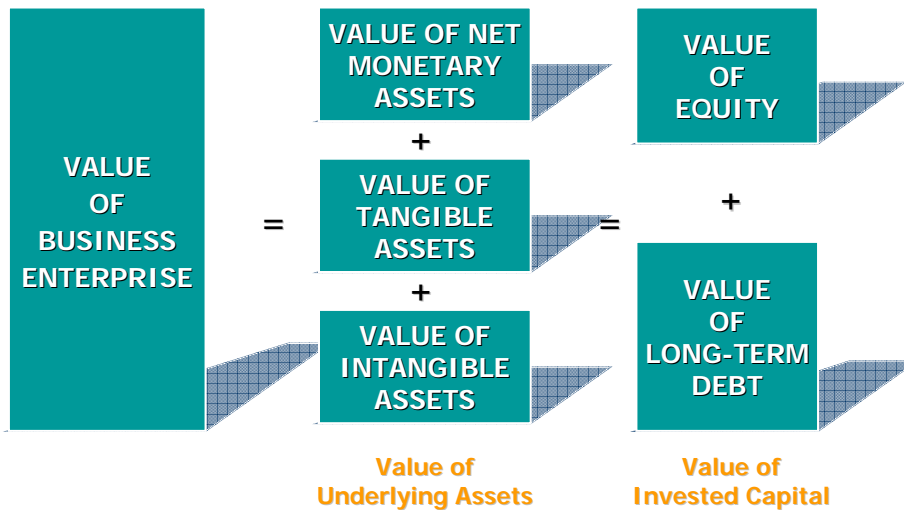 VALUE
OF
BUSINESS
ENTERPRISE
=
VALUE OF NET
MONETARY
ASSETS
+
VALUE OF
TANGIBLE
ASSETS
+
VALUE OF
INTANGIBLE
ASSETS
Value of
Underlying Assets
=
VALUE
OF
EQUITY
+
VALUE
OF
LONG-TERM
DEBT
Value of
Invested Capital